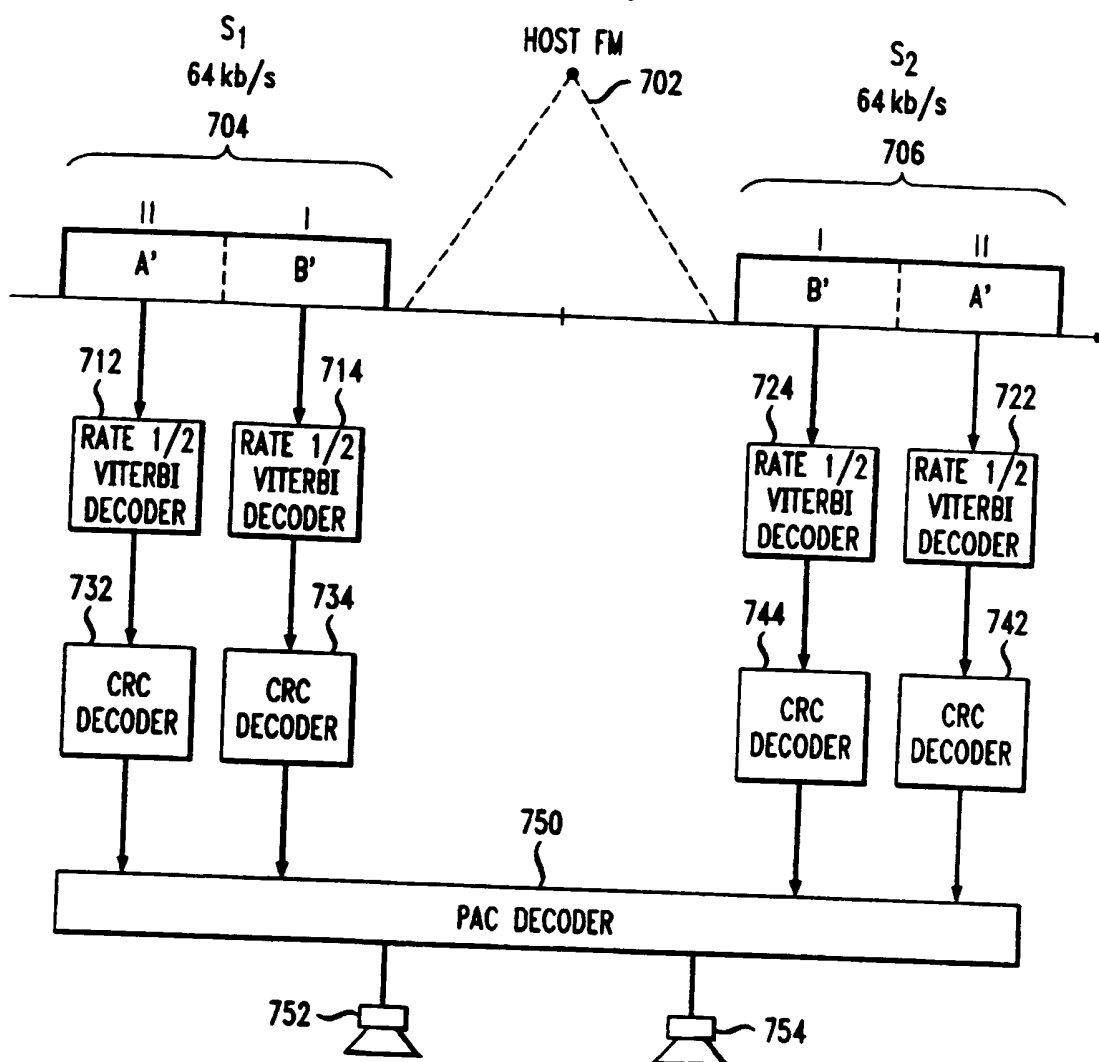 S1
64 kb/s
704
HOST FM
702
S2
64 kb/s
706
II
I
I
II
A'
B'
B'
A'
712
714
724
722
RATE 1/2
VITERBI
DECODER
RATE 1/2
VITERBI
DECODER
RATE 1/2
VITERBI
DECODER
RATE 1/2
VITERBI
DECODER
732
734
744
742
CRC
DECODER
CRC
DECODER
CRC
DECODER
CRC
DECODER
750
PAC DECODER
752
754